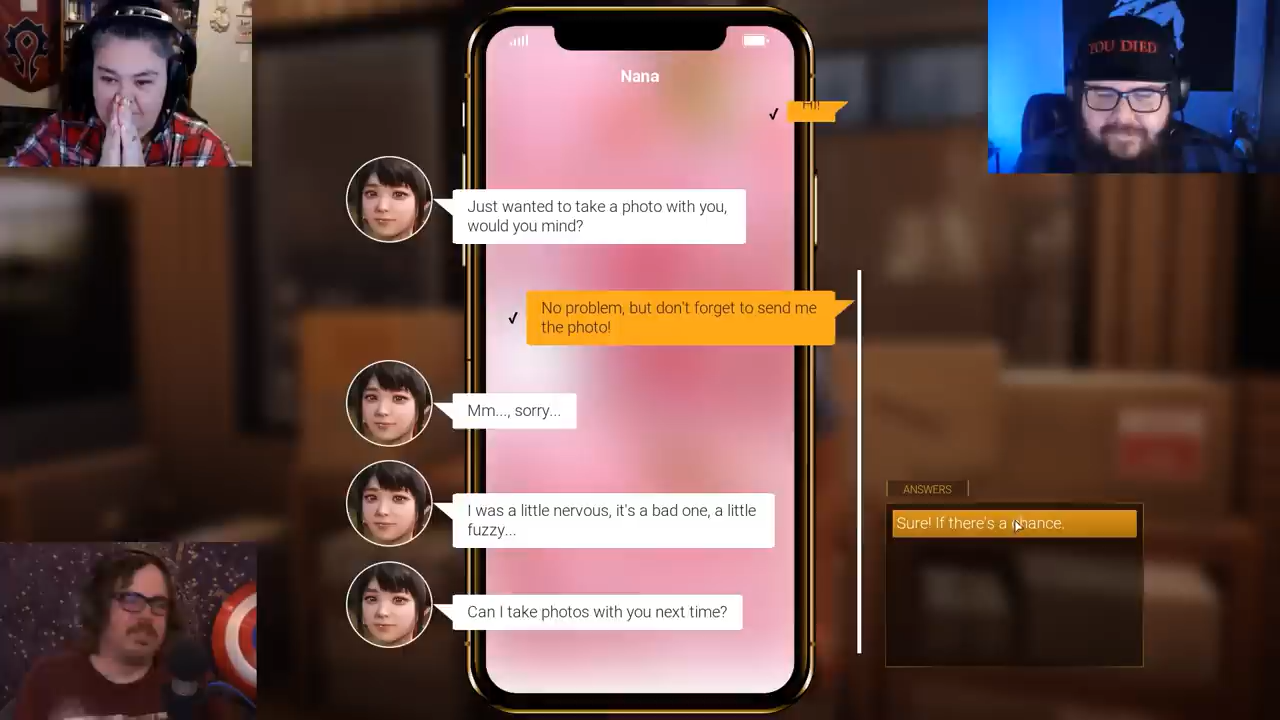 YOU DIED
Nana
Hi!
Just wanted to take a photo with you,
would you mind?
No problem, but don't forget to send me
the photo!
Mm..., sorry...
I was a little nervous, it's a bad one, a little
fuzzy...
Can I take photos with you next time?
ANSWERS
Sure! If there's a chance.